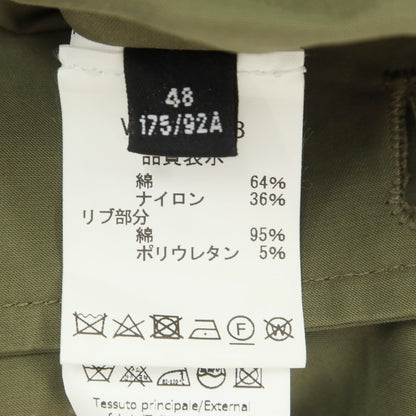 48
175/92A
品質表示
綿 64%
ナイロン 36%
リブ部分
綿 95%
ポリウレタン 5%
F W
Tessuto principale/External